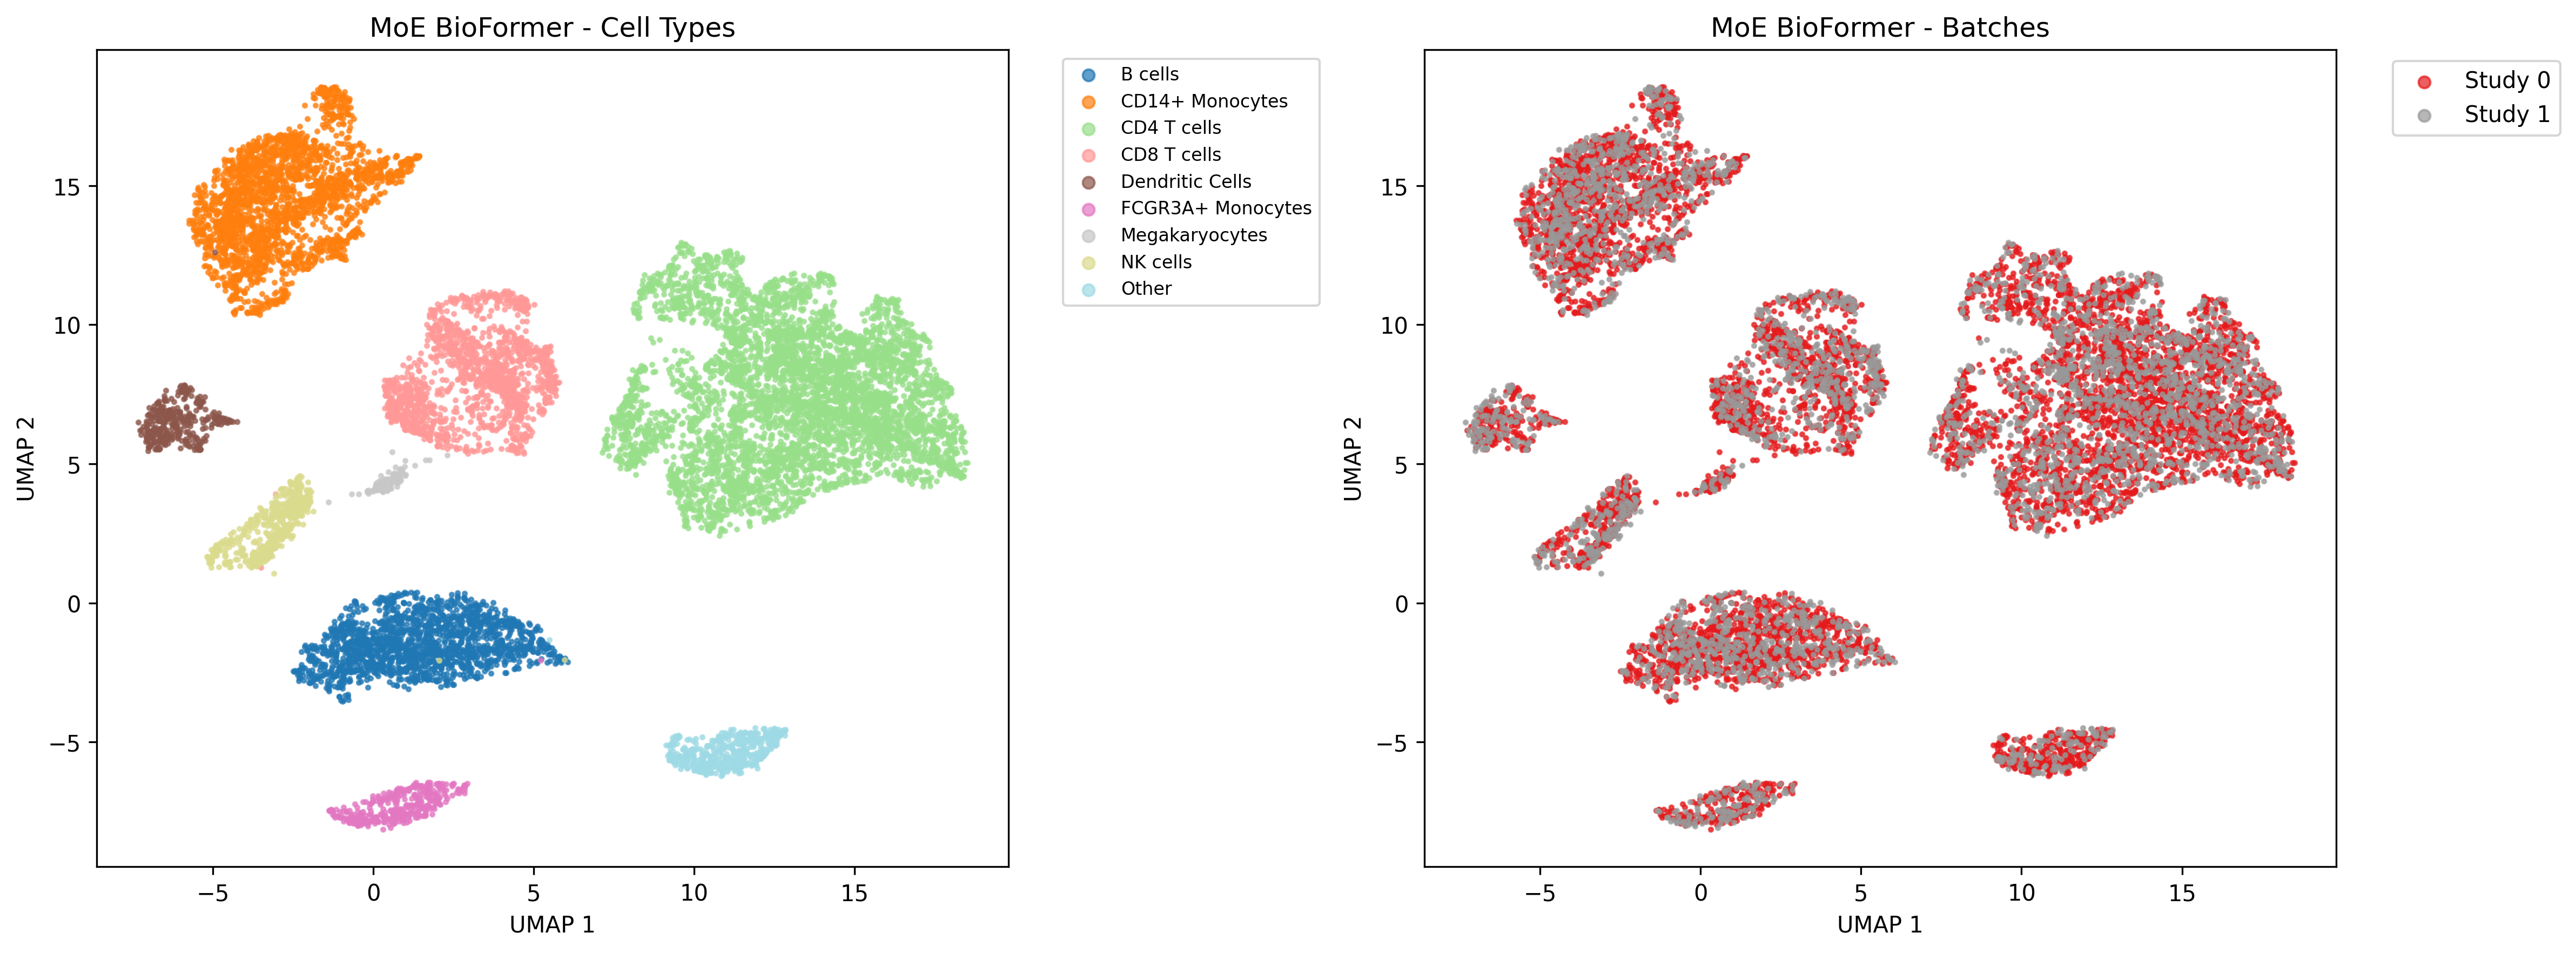 MoE BioFormer - Cell Types
UMAP 2
15
10
5
0
−5
−5
0
5
10
15
UMAP 1
B cells
CD14+ Monocytes
CD4 T cells
CD8 T cells
Dendritic Cells
FCGR3A+ Monocytes
Megakaryocytes
NK cells
Other
MoE BioFormer - Batches
UMAP 2
15
10
5
0
−5
−5
0
5
10
15
UMAP 1
Study 0
Study 1